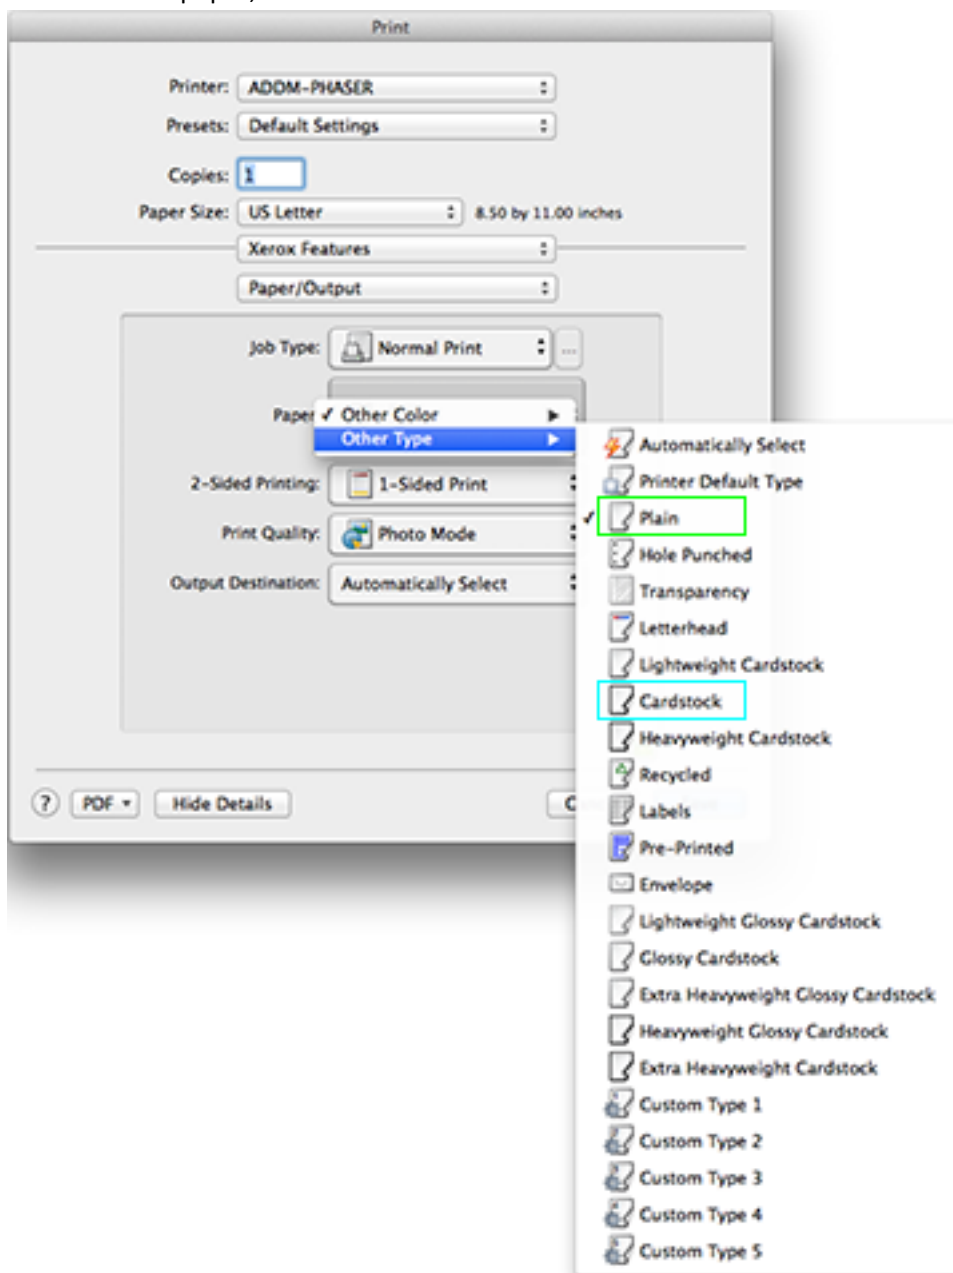 Print
Printer: ADDM-PHASER
Presets: Default Settings
Copies: 1
Paper Size: US Letter 8.50 by 11.00 inches
Xerox Features
Paper/Output
Job Type: Normal Print ...
Paper ✓ Other Color
Other Type
2-Sided Printing: 1-Sided Print
Print Quality: Photo Mode
Output Destination: Automatically Select
? PDF Hide Details
Automatically Select
Printer Default Type
✓ Plain
Hole Punched
Transparency
Letterhead
Lightweight Cardstock
Cardstock
Heavyweight Cardstock
Recycled
Labels
Pre-Printed
Envelope
Lightweight Glossy Cardstock
Glossy Cardstock
Extra Heavyweight Glossy Cardstock
Heavyweight Glossy Cardstock
Extra Heavyweight Cardstock
Custom Type 1
Custom Type 2
Custom Type 3
Custom Type 4
Custom Type 5